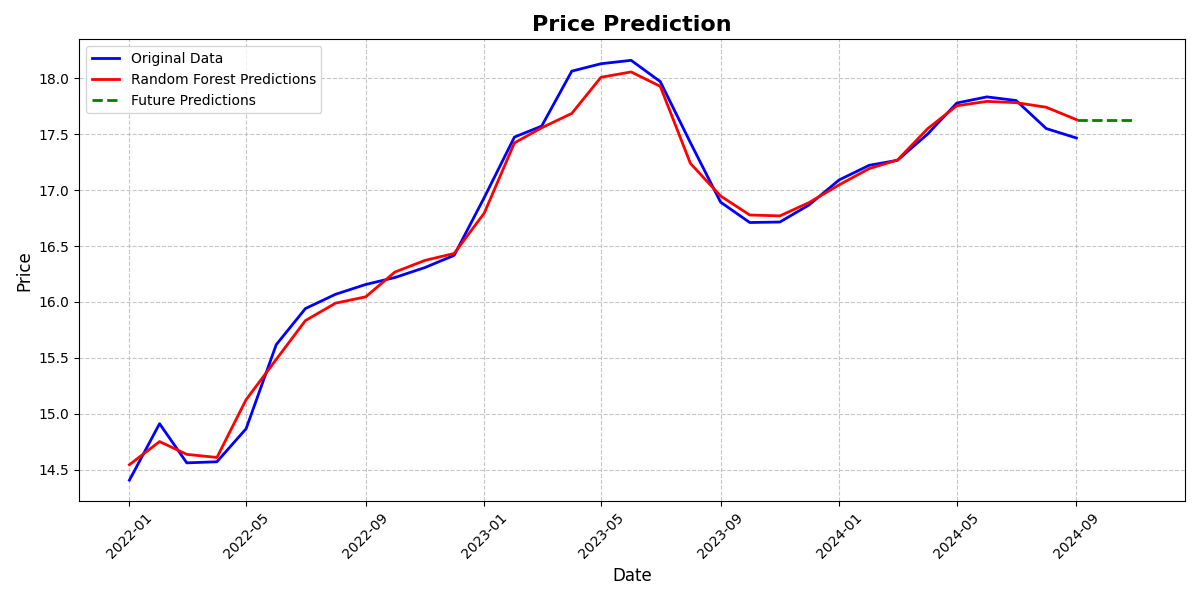 Price Prediction
Original Data
Random Forest Predictions
Future Predictions
Price
18.0
17.5
17.0
16.5
16.0
15.5
15.0
14.5
2022-01
2022-05
2022-09
2023-01
2023-05
2023-09
2024-01
2024-05
2024-09
Date